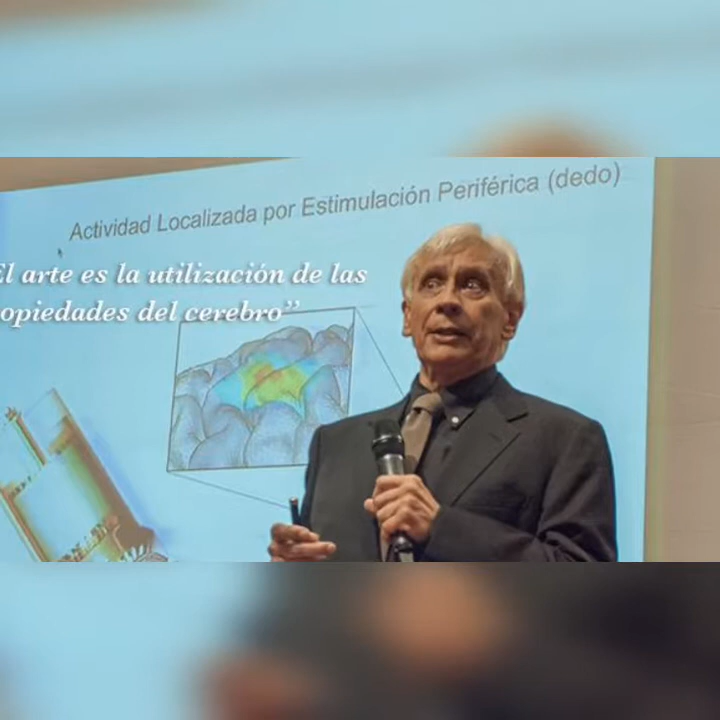 Actividad Localizada por Estimulación Periférica (dedo)
El arte es la utilización de las
opiedades del cerebro”